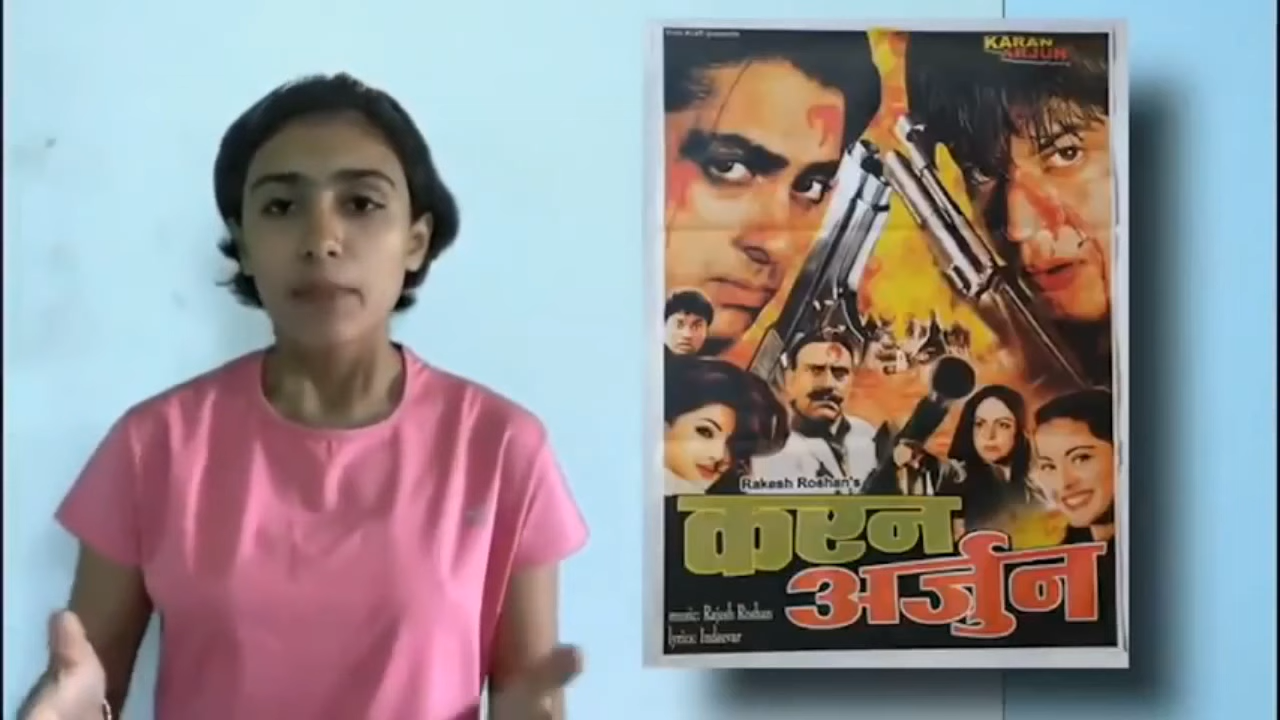 KARAN
ARJUN
Rakesh Roshan's
करन
अर्जुन
music: Rajesh Roshan
lyrics: Indeevar